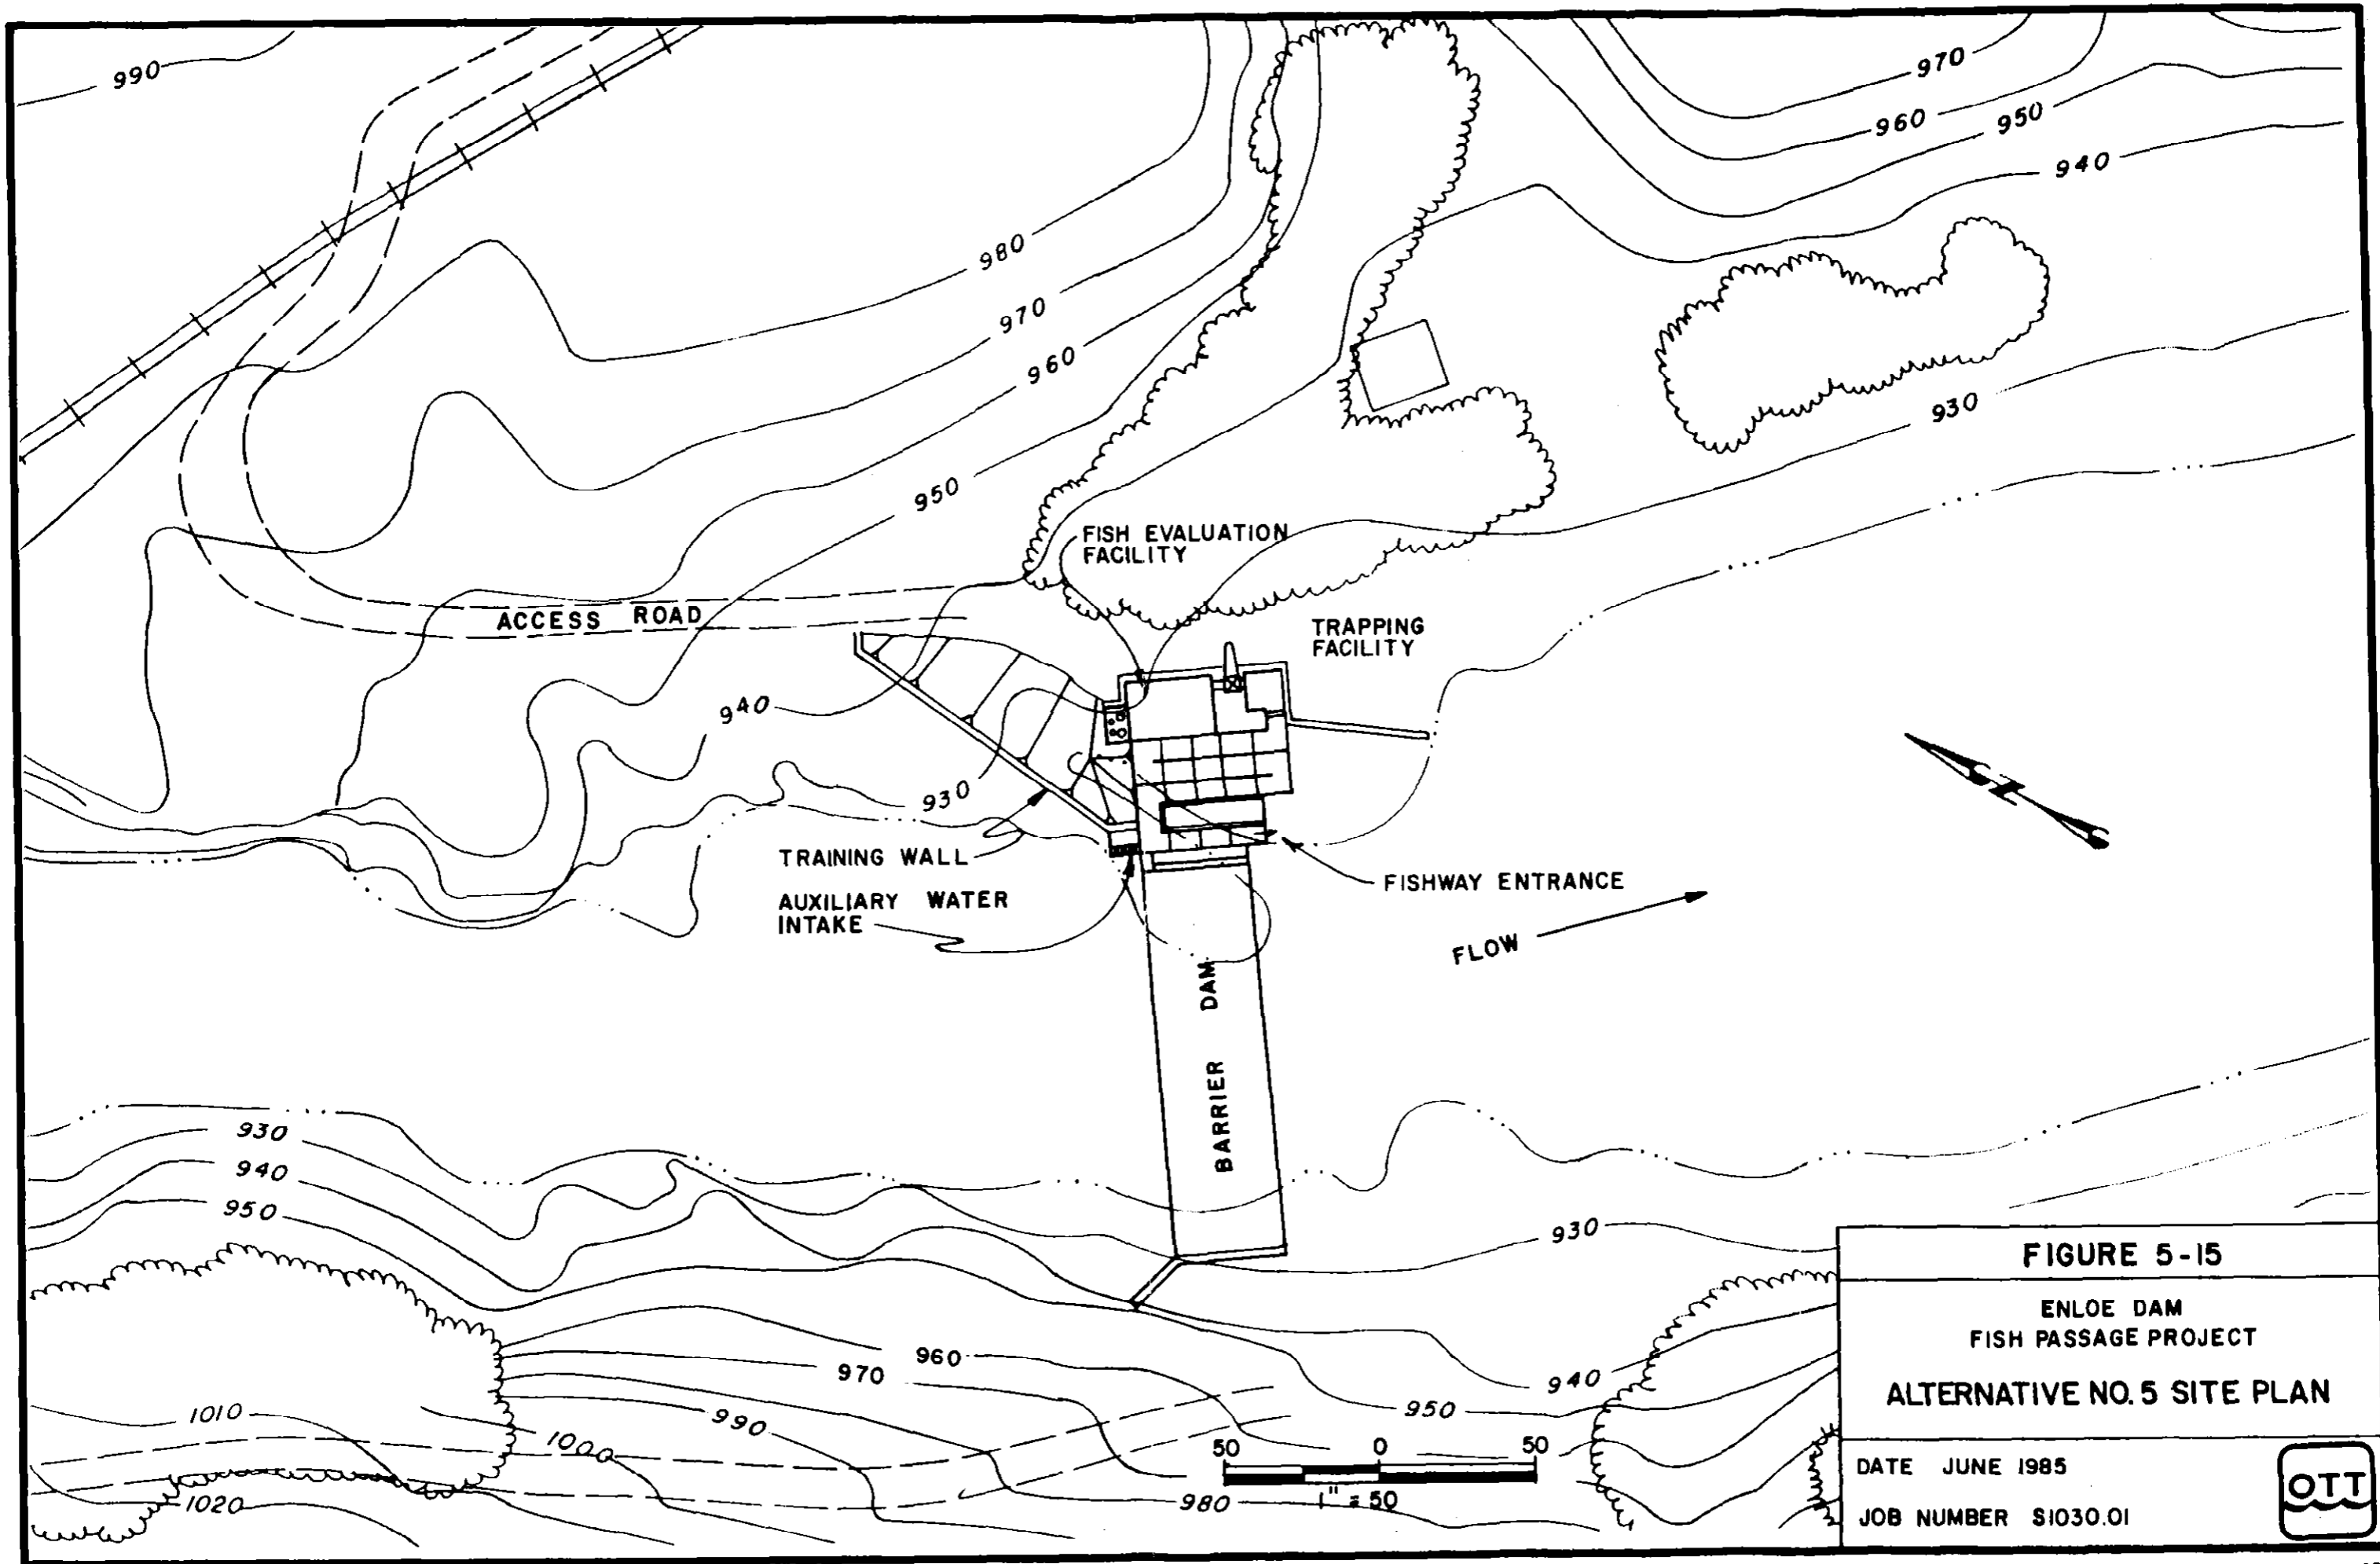 990
970
960
950
940
980
970
960
950
930
FISH EVALUATION
FACILITY
ACCESS ROAD
TRAPPING
FACILITY
940
930
N
TRAINING WALL
AUXILIARY WATER
INTAKE
FISHWAY ENTRANCE
FLOW
BARRIER DAM
930
940
950
930
960
970
990
940
950
1010
1000
1020
980
50 0 50
1" = 50
FIGURE 5-15
ENLOE DAM
FISH PASSAGE PROJECT
ALTERNATIVE NO. 5 SITE PLAN
DATE JUNE 1985
JOB NUMBER S1030.01
OTT